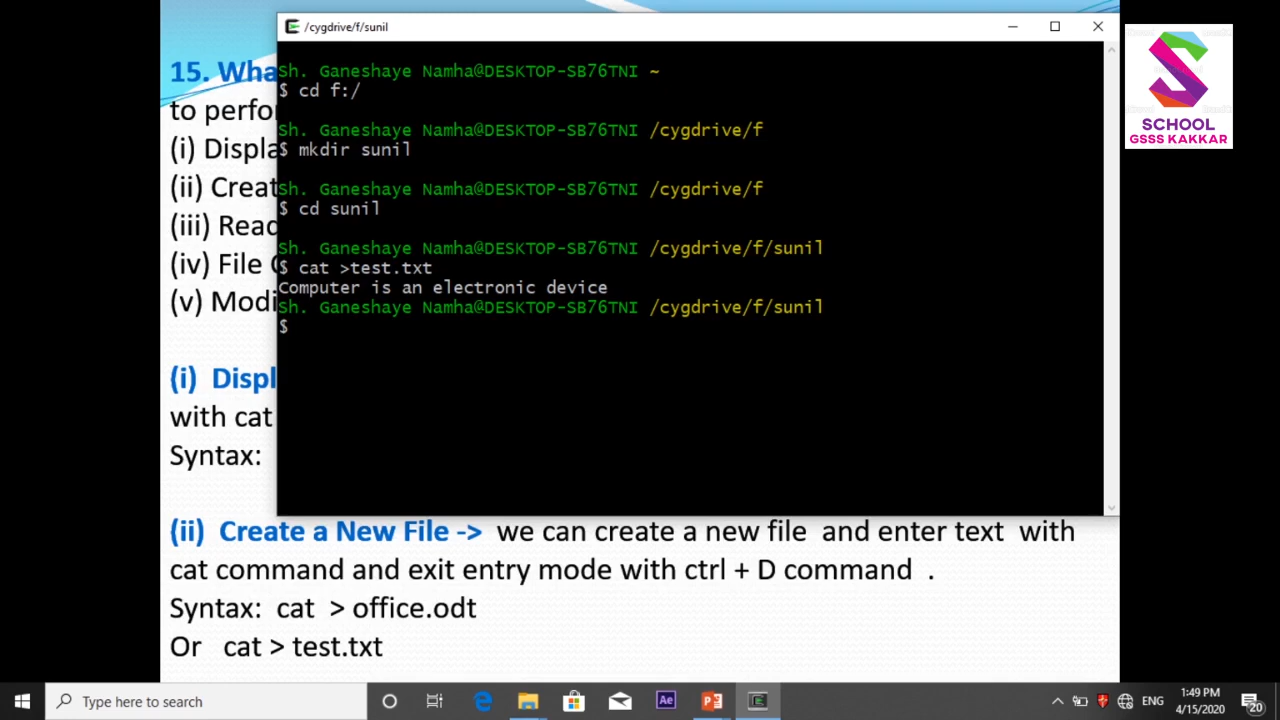 /cygdrive/f/sunil
Sh. Ganeshaye Namha@DESKTOP-SB76TNI ~
$ cd f:/
Sh. Ganeshaye Namha@DESKTOP-SB76TNI /cygdrive/f
$ mkdir sunil
Sh. Ganeshaye Namha@DESKTOP-SB76TNI /cygdrive/f
$ cd sunil
Sh. Ganeshaye Namha@DESKTOP-SB76TNI /cygdrive/f/sunil
$ cat >test.txt
Computer is an electronic device
Sh. Ganeshaye Namha@DESKTOP-SB76TNI /cygdrive/f/sunil
$
SCHOOL
GSSS KAKKAR
15. Wha
to perfor
(i) Displa
(ii) Creat
(iii) Read
(iv) File
(v) Modi
(i) Displ
with cat
Syntax:
(ii) Create a New File -> we can create a new file and enter text with
cat command and exit entry mode with ctrl + D command .
Syntax: cat > office.odt
Or cat > test.txt
Type here to search
Ae
ENG
1:49 PM
4/15/2020
20